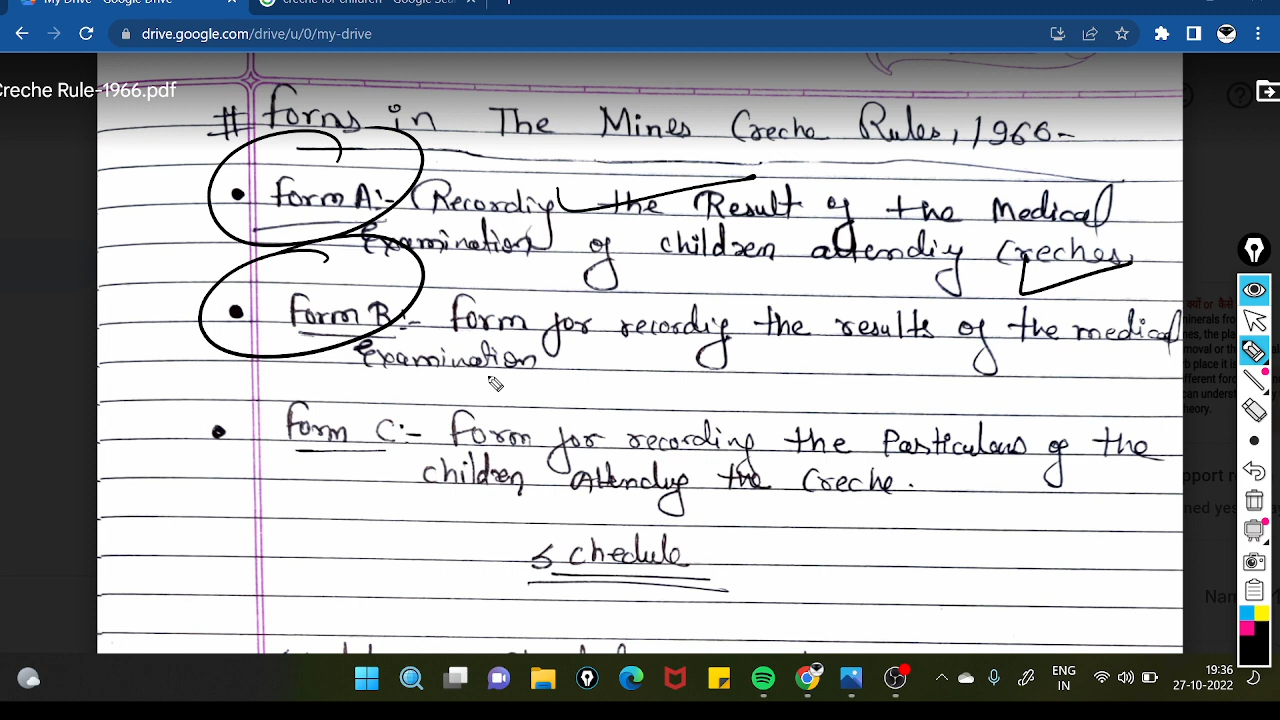 My Drive - Google Drive
creche for children - Google Sear
drive.google.com/drive/u/0/my-drive
Creche Rule-1966.pdf
# Forms in The Mines Creche Rules, 1966-
• Form A:- (Recording the Result of the Medical
Examination) of children attending Creches
• Form B:- Form for recording the results of the medical
Examination
• Form C:- Form for recording the Particulars of the
children Attending the Creche.
Schedule
ENG
IN
19:36
27-10-2022